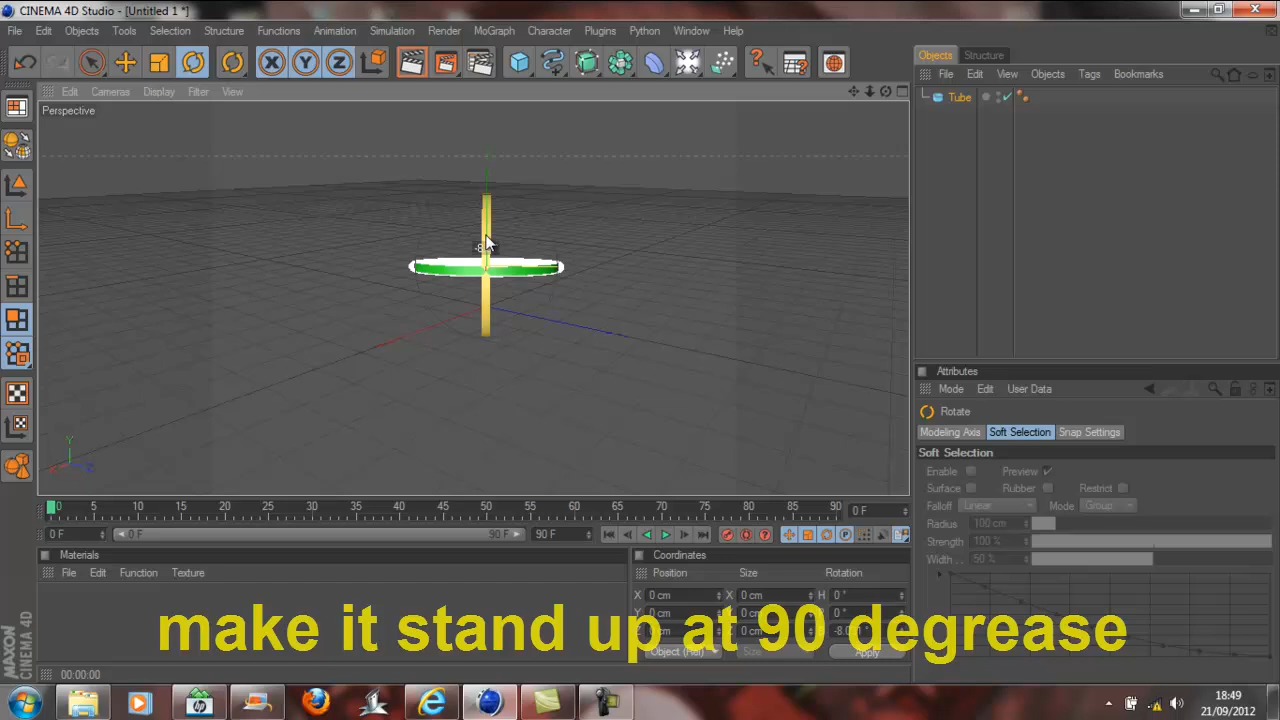 CINEMA 4D Studio - [Untitled 1 *]
File Edit Objects Tools Selection Structure Functions Animation Simulation Render MoGraph Character Plugins Python Window Help
X Y Z
Objects Structure
File Edit View Objects Tags Bookmarks
Tube
Edit Cameras Display Filter View
Perspective
Y
Z
Attributes
Mode Edit User Data
Rotate
Modeling Axis Soft Selection Snap Settings
Soft Selection
Enable Preview
Surface Rubber Restrict
Falloff Linear Mode Group
Radius 100 cm
Strength 100 %
Width . . 50 %
0 5 10 15 20 25 30 35 40 45 50 55 60 65 70 75 80 85 90 0 F
0 F 0 F 90 F 90 F
Materials
File Edit Function Texture
Coordinates
Position Size Rotation
X 0 cm X 0 cm H 0 °
Y 0 cm Y 0 cm 0 °
0 cm 0 cm
Object (Rel) Size Apply
make it stand up at 90 degrease
00:00:00
MAXON
CINEMA 4D
18:49
21/09/2012